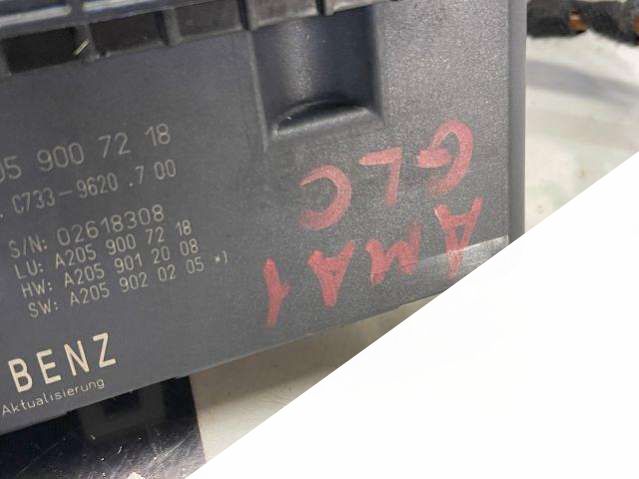 05 900 72 18
. C733-9620 .7 00
S/N: 02618308
LU: A205 900 72 18
HW: A205 901 20 08
SW: A205 902 02 05 *)
BENZ
Aktualisierung
GLC
AMA1